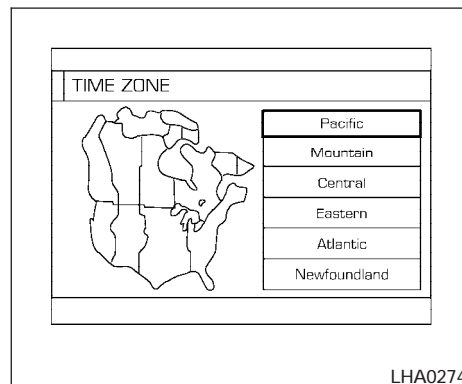 TIME ZONE
Pacific
Mountain
Central
Eastern
Atlantic
Newfoundland
LHA0274